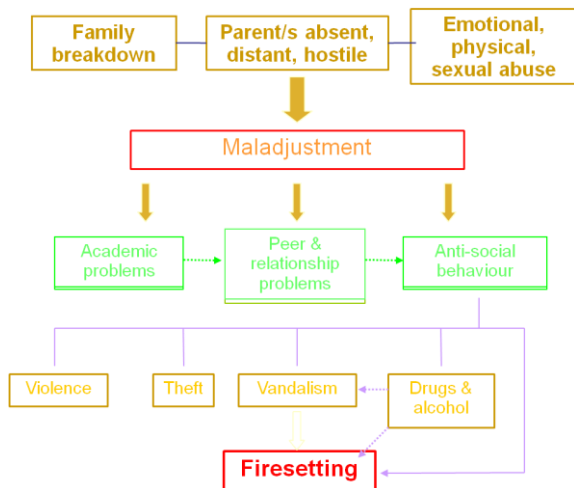 Family
breakdown
Parent/s absent,
distant, hostile
Emotional,
physical,
sexual abuse
Maladjustment
Academic
problems
Peer &
relationship
problems
Anti-social
behaviour
Violence
Theft
Vandalism
Drugs &
alcohol
Firesetting